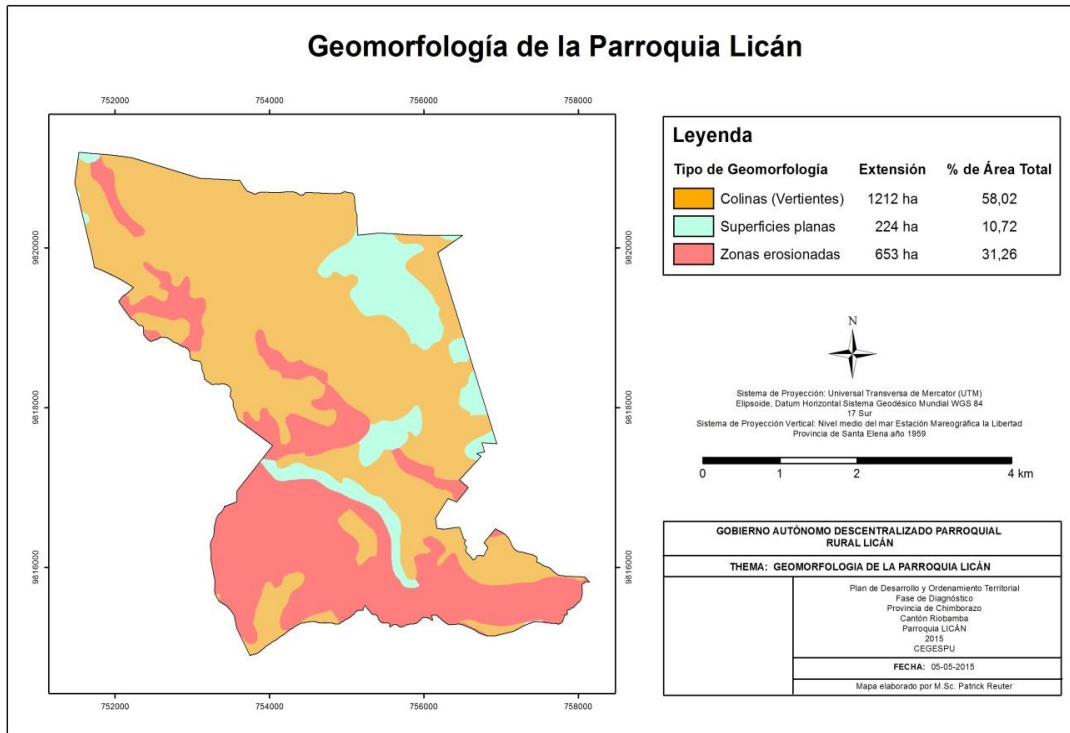 Geomorfología de la Parroquia Licán
752000 754000 756000 758000
9820000 9820000
9818000 9818000
9816000 9816000
752000 754000 756000 758000
Leyenda
Tipo de Geomorfología Extensión % de Área Total
Colinas (Vertientes) 1212 ha 58,02
Superficies planas 224 ha 10,72
Zonas erosionadas 653 ha 31,26
N
Sistema de Proyección: Universal Transversa de Mercator (UTM)
Elipsoide, Datum Horizontal Sistema Geodésico Mundial WGS 84
17 Sur
Sistema de Proyección Vertical: Nivel medio del mar Estación Mareográfica la Libertad
Provincia de Santa Elena año 1959
0 1 2 4 km
GOBIERNO AUTÓNOMO DESCENTRALIZADO PARROQUIAL
RURAL LICÁN
THEMA: GEOMORFOLOGIA DE LA PARROQUIA LICÁN
Plan de Desarrollo y Ordenamiento Territorial
Fase de Diagnóstico
Provincia de Chimborazo
Cantón Riobamba
Parroquia LICÁN
2015
CEGESPU
FECHA: 05-05-2015
Mapa elaborado por M.Sc. Patrick Reuter